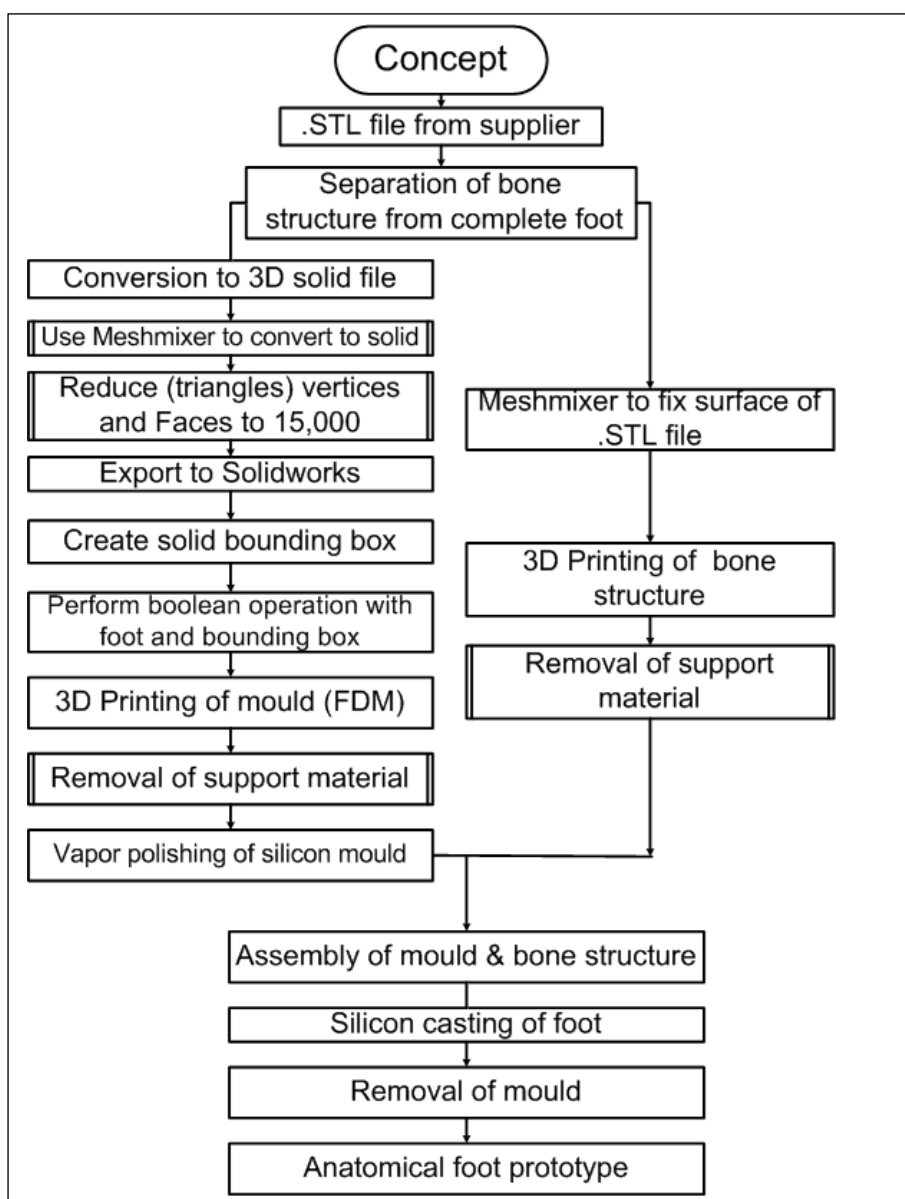 Concept
.STL file from supplier
Separation of bone
structure from complete foot
Conversion to 3D solid file
Use Meshmixer to convert to solid
Reduce (triangles) vertices
and Faces to 15,000
Export to Solidworks
Create solid bounding box
Perform boolean operation with
foot and bounding box
3D Printing of mould (FDM)
Removal of support material
Vapor polishing of silicon mould
Meshmixer to fix surface of
.STL file
3D Printing of bone
structure
Removal of support
material
Assembly of mould & bone structure
Silicon casting of foot
Removal of mould
Anatomical foot prototype